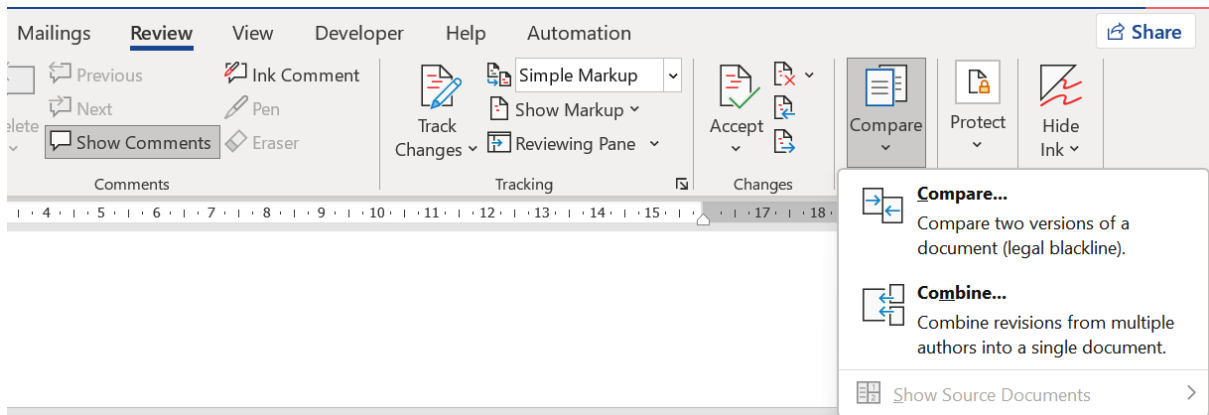 Mailings Review View Developer Help Automation Share
Previous Ink Comment Simple Markup
Next Pen Show Markup
Show Comments Eraser Track Changes Reviewing Pane Accept Compare Protect Hide Ink
Comments Tracking Changes
4 5 6 7 8 9 10 11 12 13 14 15 17 18
Compare...
Compare two versions of a
document (legal blackline).
Combine...
Combine revisions from multiple
authors into a single document.
Show Source Documents